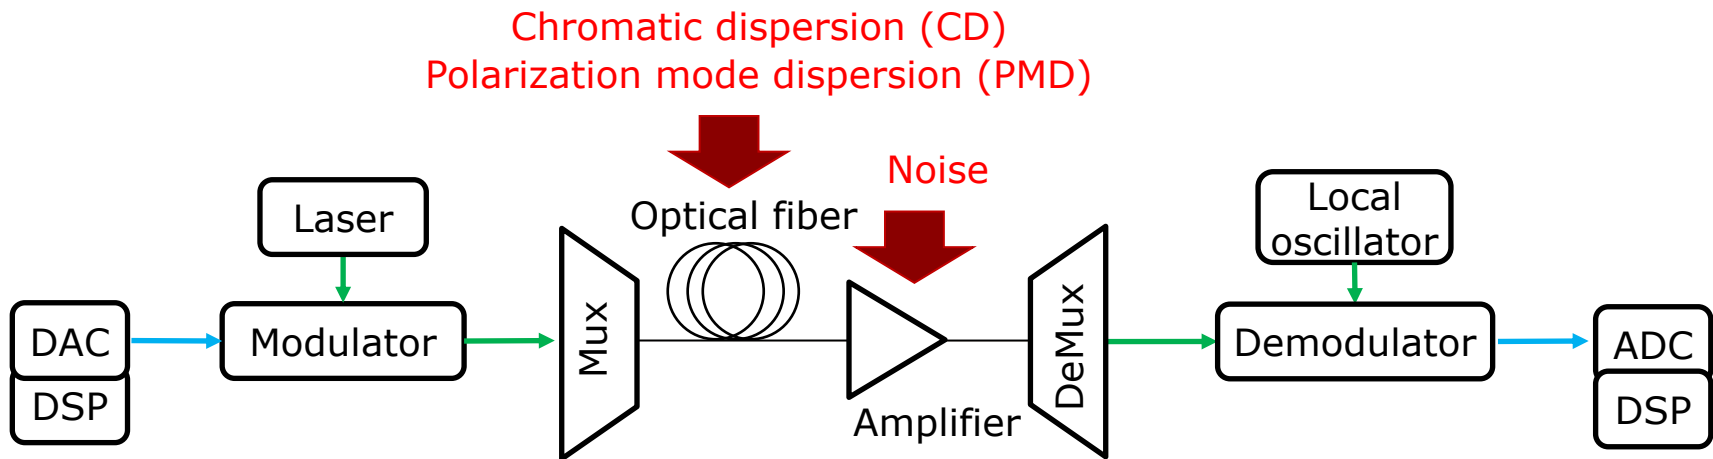 Chromatic dispersion (CD)
Polarization mode dispersion (PMD)
Noise
Optical fiber
Laser
Local
oscillator
DAC
DSP
Modulator
Mux
Amplifier
DeMux
Demodulator
ADC
DSP